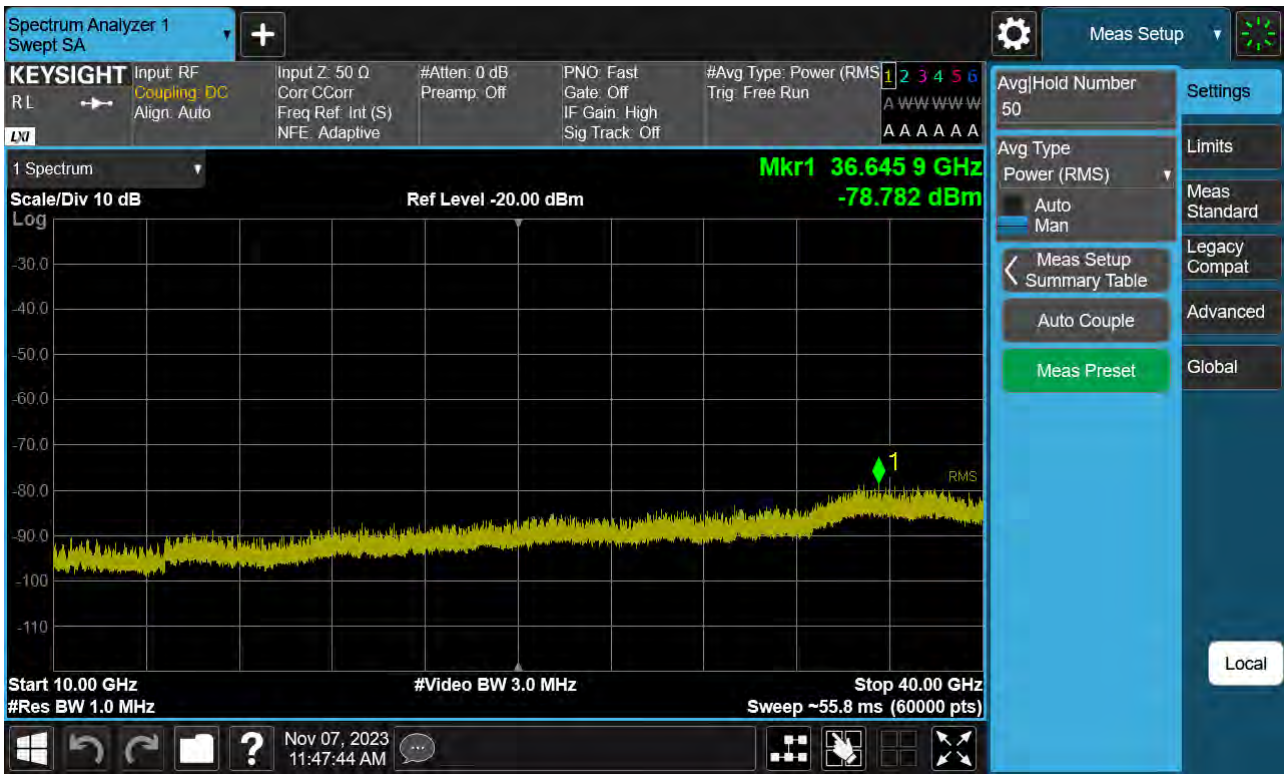 Spectrum Analyzer 1
Swept SA
+
Meas Setup
KEYSIGHT
RL
LXI
Input: RF
Coupling: DC
Align: Auto
Input Z: 50 Ω
Corr CCorr
Freq Ref: Int (S)
NFE: Adaptive
#Atten: 0 dB
Preamp: Off
PNO: Fast
Gate: Off
IF Gain: High
Sig Track: Off
#Avg Type: Power (RMS
Trig: Free Run
1 2 3 4 5 6
A W W W W W
A A A A A A
1 Spectrum
Mkr1 36.645 9 GHz
-78.782 dBm
Scale/Div 10 dB
Ref Level -20.00 dBm
Log
-30.0
-40.0
-50.0
-60.0
-70.0
-80.0
-90.0
-100
-110
1
RMS
Start 10.00 GHz
#Res BW 1.0 MHz
#Video BW 3.0 MHz
Stop 40.00 GHz
Sweep ~55.8 ms (60000 pts)
Avg|Hold Number
50
Avg Type
Power (RMS)
Auto
Man
Meas Setup
Summary Table
Auto Couple
Meas Preset
Settings
Limits
Meas
Standard
Legacy
Compat
Advanced
Global
Local
?
Nov 07, 2023
11:47:44 AM